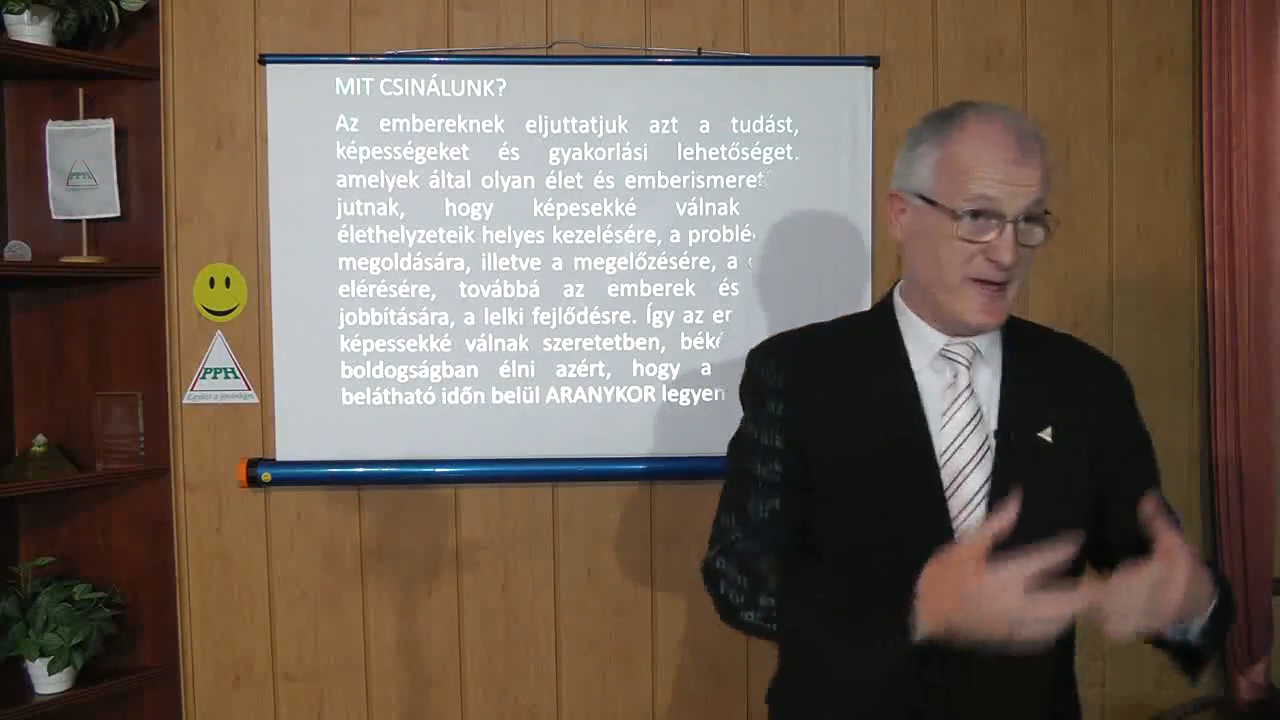 MIT CSINÁLUNK?
Az embereknek eljuttatjuk azt a tudást,
képességeket és gyakorlási lehetőséget.
amelyek által olyan élet és
jutnak, hogy képesekké válnak
élethelyzeteik helyes kezelésére, a
megoldására, illetve a megelőzésére, a
elérésére, továbbá az emberek és
jobbítására, a lelki fejlődésre. Így az
képessekké válnak szeretetben,
boldogságban élni azért, hogy a
belátható időn belül ARANYKOR
PPH
PPH